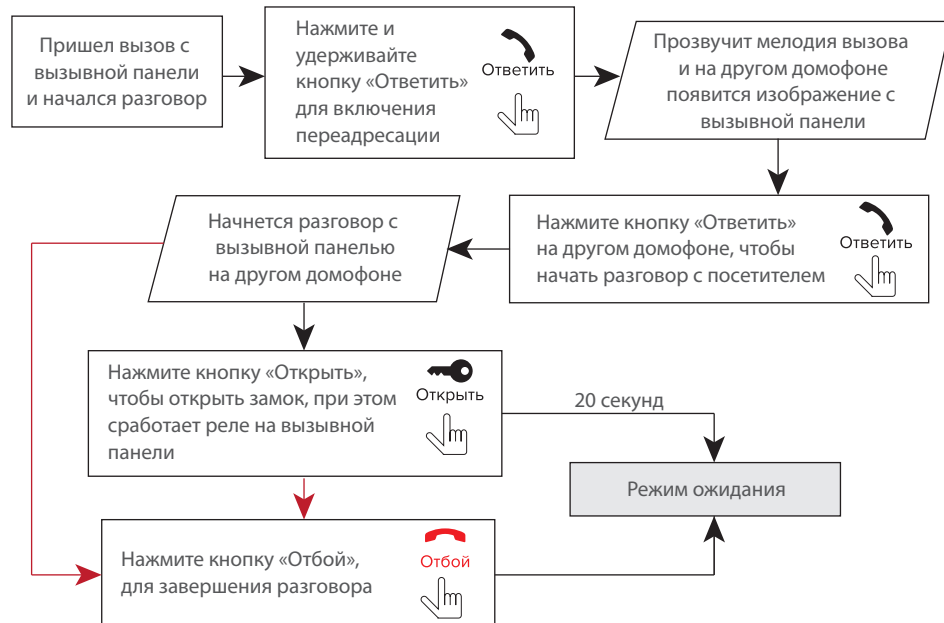 Пришел вызов с
вызывной панели
и начался разговор
Нажмите и
удерживайте
кнопку «Ответить»
для включения
переадресации
Ответить
Прозвучит мелодия вызова
и на другом домофоне
появится изображение с
вызывной панели
Начнется разговор с
вызывной панелью
на другом домофоне
Нажмите кнопку «Ответить»
на другом домофоне, чтобы
начать разговор с посетителем
Ответить
Нажмите кнопку «Открыть»,
чтобы открыть замок, при этом
сработает реле на вызывной
панели
Открыть
20 секунд
Режим ожидания
Нажмите кнопку «Отбой»,
для завершения разговора
Отбой